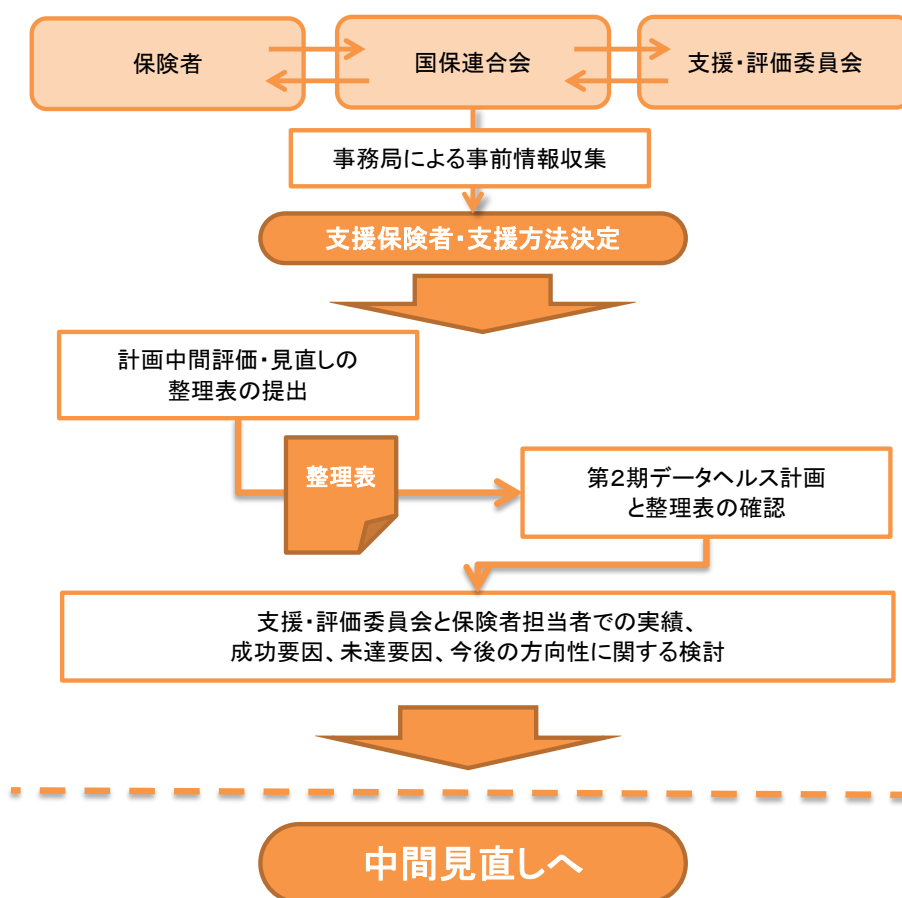 保険者
国保連合会
支援・評価委員会
事務局による事前情報収集
支援保険者・支援方法決定
計画中間評価・見直しの
整理表の提出
整理表
第2期データヘルス計画
と整理表の確認
支援・評価委員会と保険者担当者での実績、
成功要因、未達要因、今後の方向性に関する検討
中間見直しへ